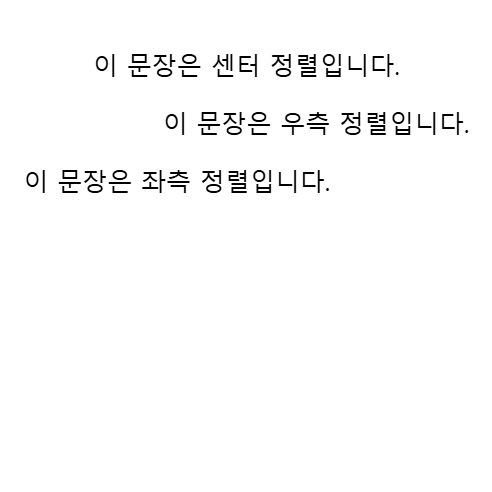 이 문장은 센터 정렬입니다.
이 문장은 우측 정렬입니다.
이 문장은 좌측 정렬입니다.